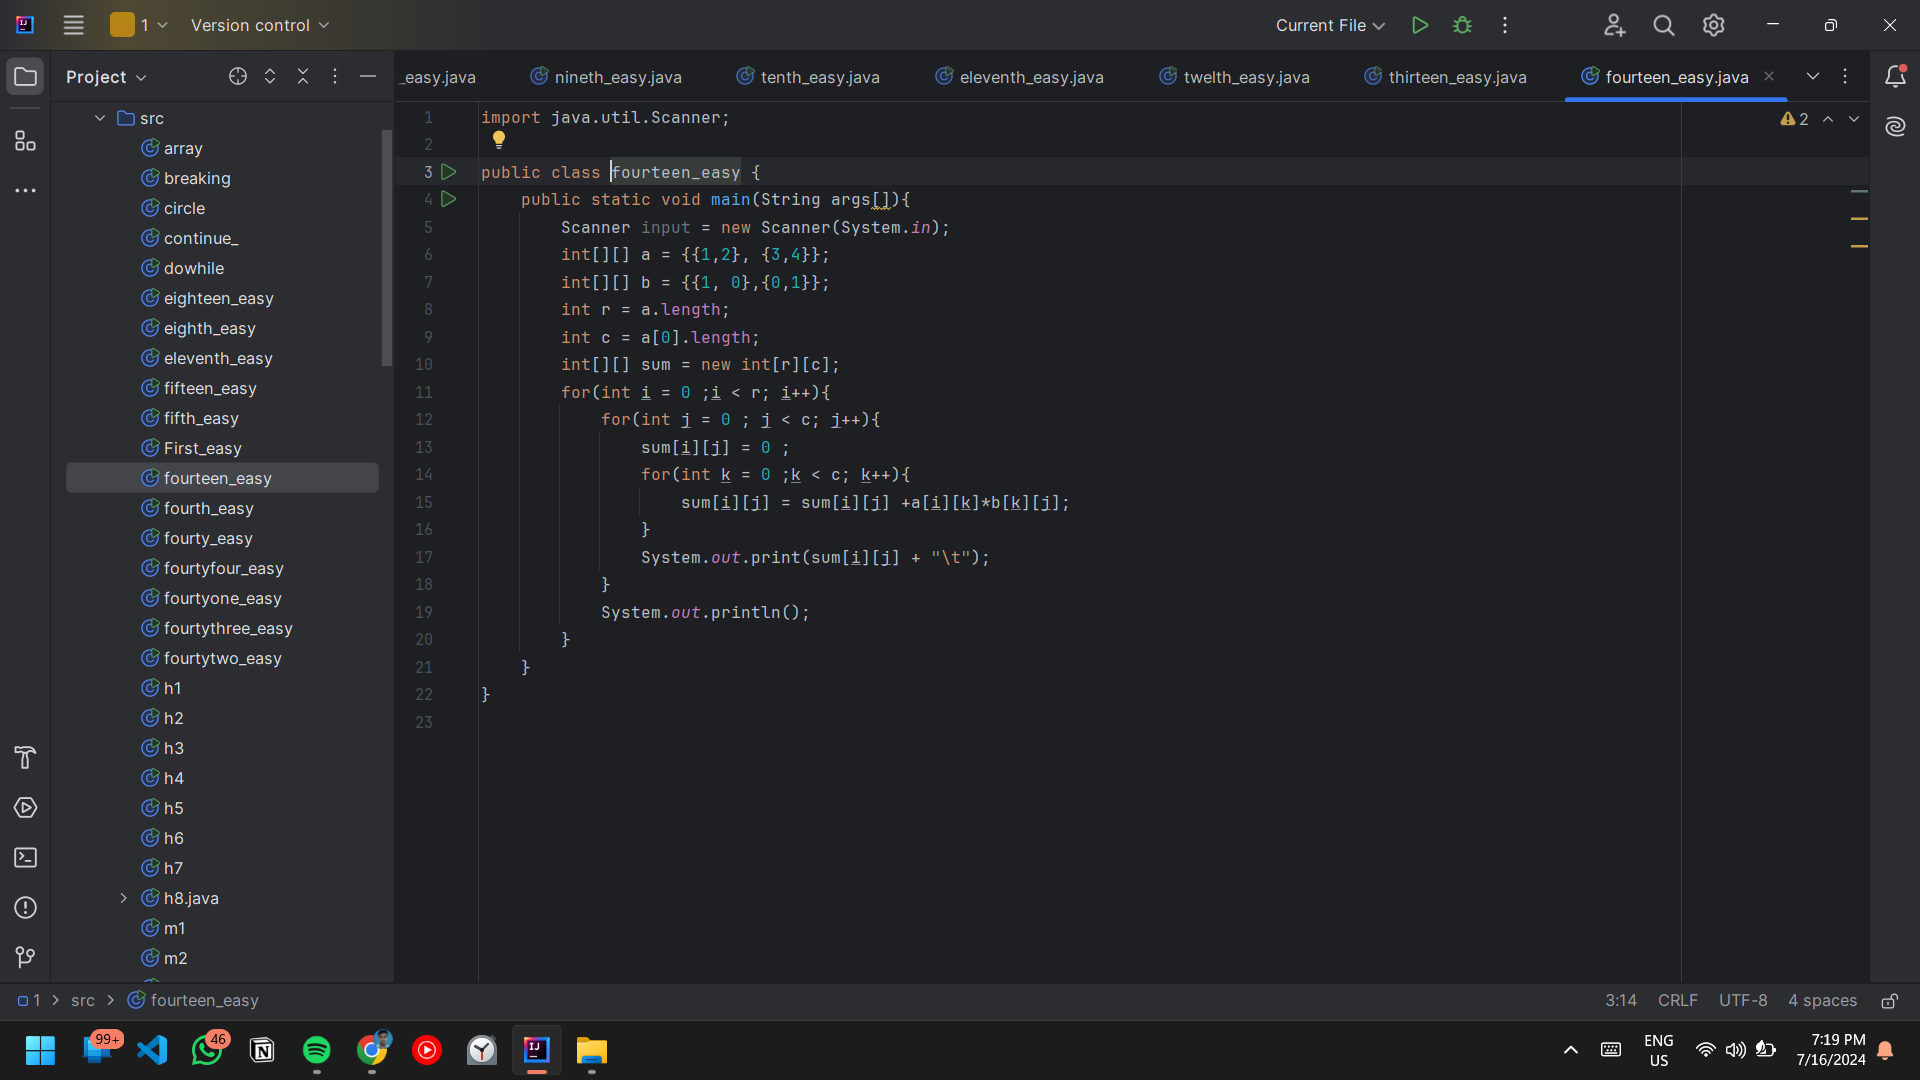 1 Version control Current File
Project _easy.java nineth_easy.java tenth_easy.java eleventh_easy.java twelth_easy.java thirteen_easy.java fourteen_easy.java
src
array
breaking
circle
continue_
dowhile
eighteen_easy
eighth_easy
eleventh_easy
fifteen_easy
fifth_easy
First_easy
fourteen_easy
fourth_easy
fourty_easy
fourtyfour_easy
fourtyone_easy
fourtythree_easy
fourtytwo_easy
h1
h2
h3
h4
h5
h6
h7
h8.java
m1
m2
2
1 import java.util.Scanner;
2
3 public class fourteen_easy {
4 public static void main(String args[]){
5 Scanner input = new Scanner(System.in);
6 int[][] a = {{1,2}, {3,4}};
7 int[][] b = {{1, 0},{0,1}};
8 int r = a.length;
9 int c = a[0].length;
10 int[][] sum = new int[r][c];
11 for(int i = 0 ;i < r; i++){
12 for(int j = 0 ; j < c; j++){
13 sum[i][j] = 0 ;
14 for(int k = 0 ;k < c; k++){
15 sum[i][j] = sum[i][j] +a[i][k]*b[k][j];
16 }
17 System.out.print(sum[i][j] + "\t");
18 }
19 System.out.println();
20 }
21 }
22 }
23
1 src fourteen_easy 3:14 CRLF UTF-8 4 spaces
99+ 46 ENG
US
7:19 PM
7/16/2024